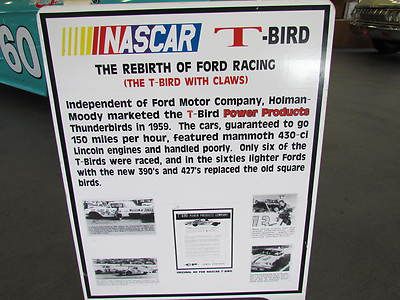 60
NASCAR T-BIRD
THE REBIRTH OF FORD RACING
(THE T-BIRD WITH CLAWS)
Independent of Ford Motor Company, Holman-
Moody marketed the T-Bird Power Products
Thunderbirds in 1959. The cars, guaranteed to go
150 miles per hour, featured mammoth 430-ci
Lincoln engines and handled poorly. Only six of the
T-Birds were raced, and in the sixties lighter Fords
with the new 390's and 427's replaced the old square
birds.